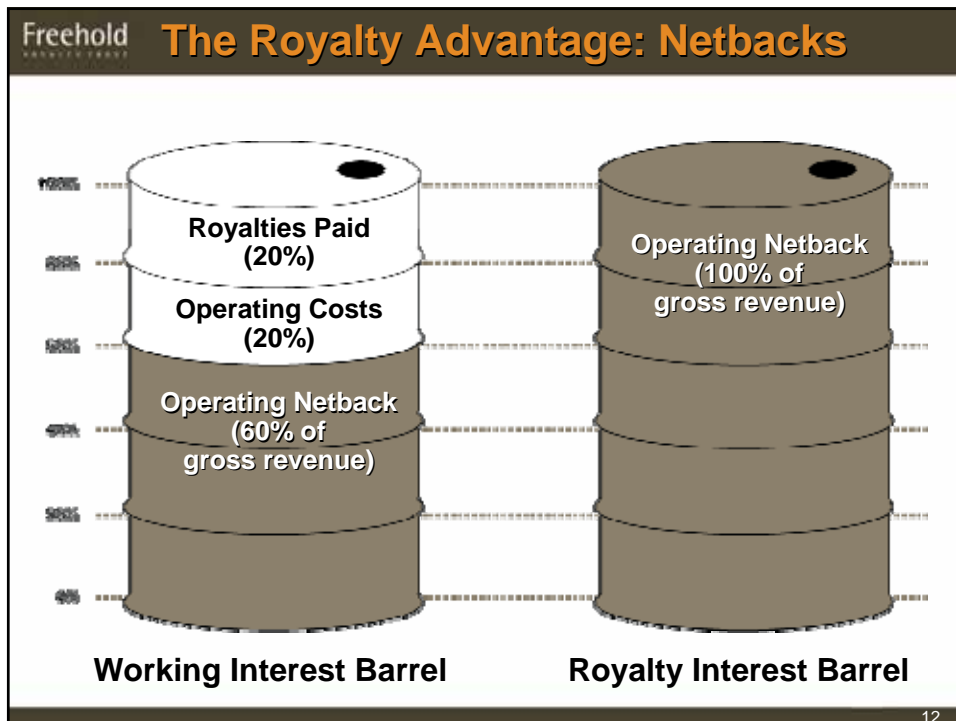 Freehold
The Royalty Advantage: Netbacks
Royalties Paid
(20%)
Operating Costs
(20%)
Operating Netback
(60% of
gross revenue)
Operating Netback
(100% of
gross revenue)
Working Interest Barrel
Royalty Interest Barrel
12